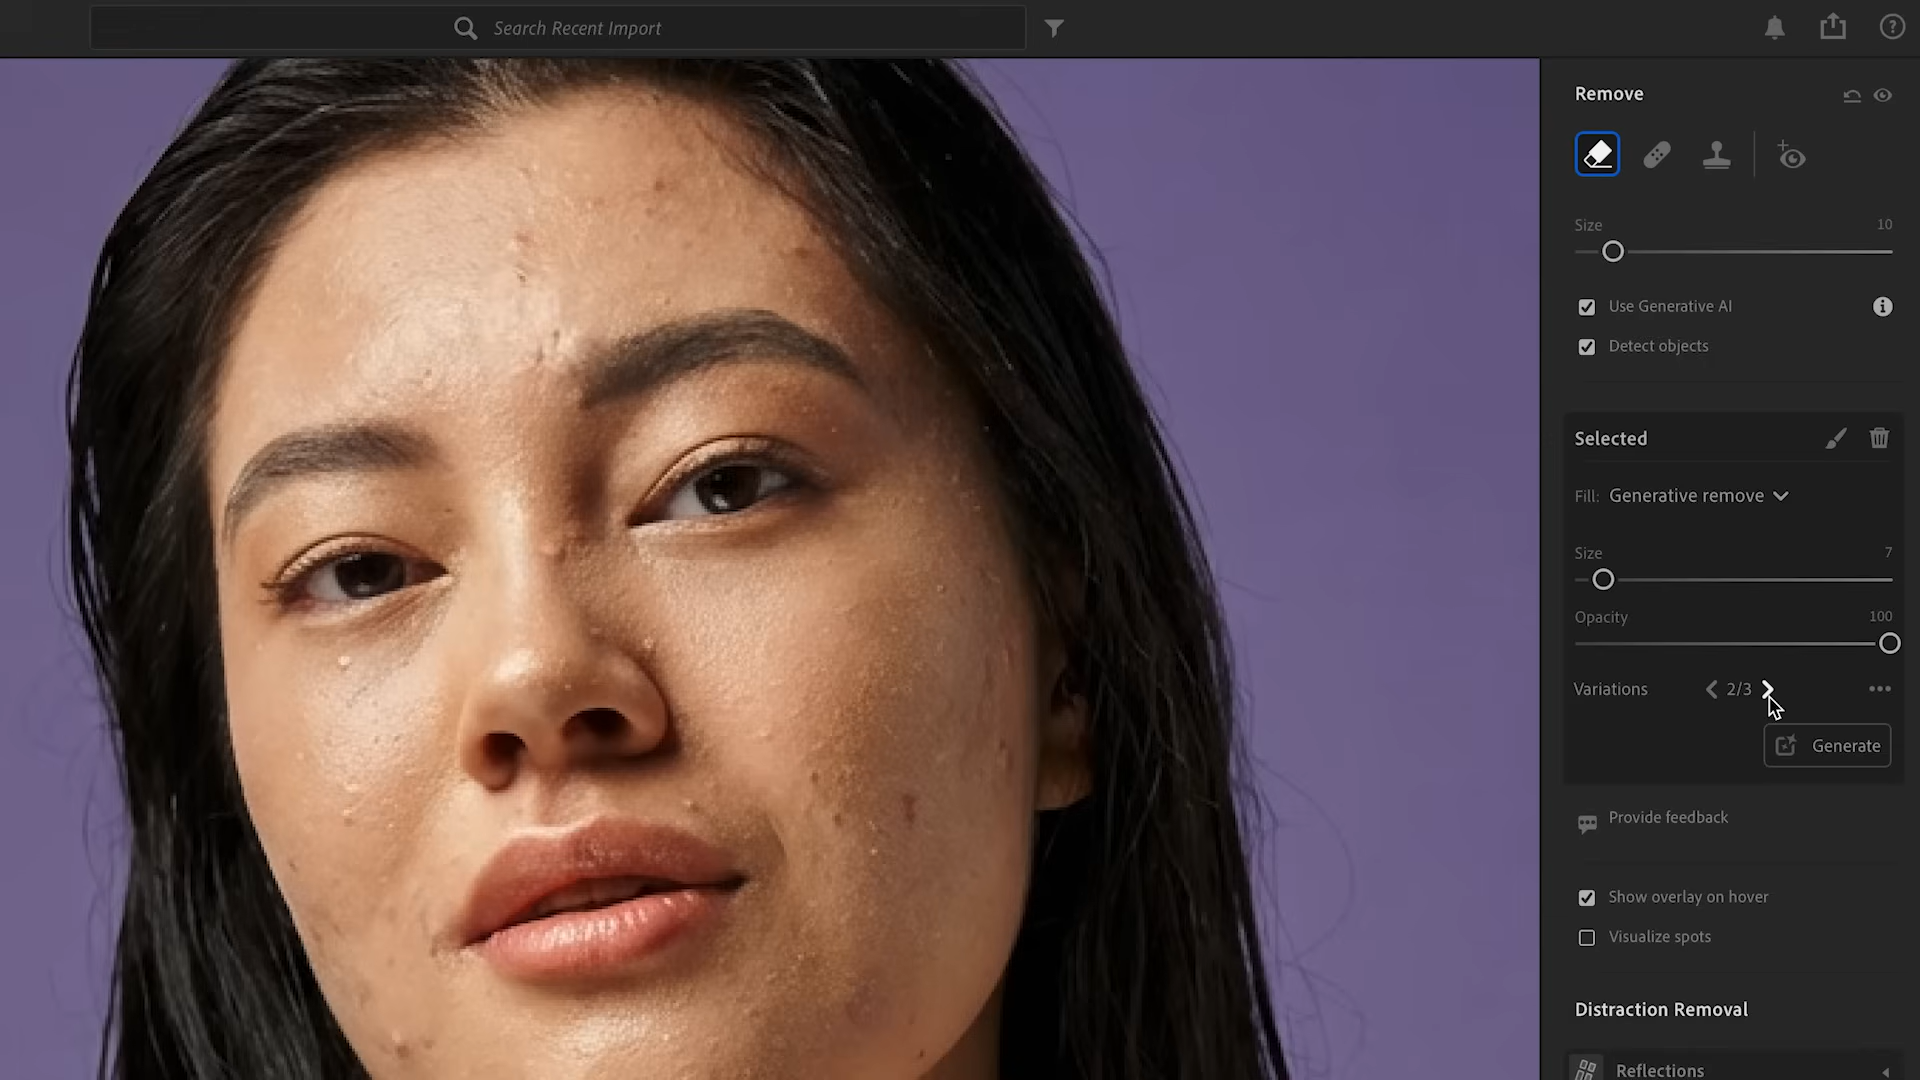 Search Recent Import
Remove
Size 10
Use Generative AI
Detect objects
Selected
Fill: Generative remove
Size 7
Opacity 100
Variations 2/3
Generate
Provide feedback
Show overlay on hover
Visualize spots
Distraction Removal
Reflections